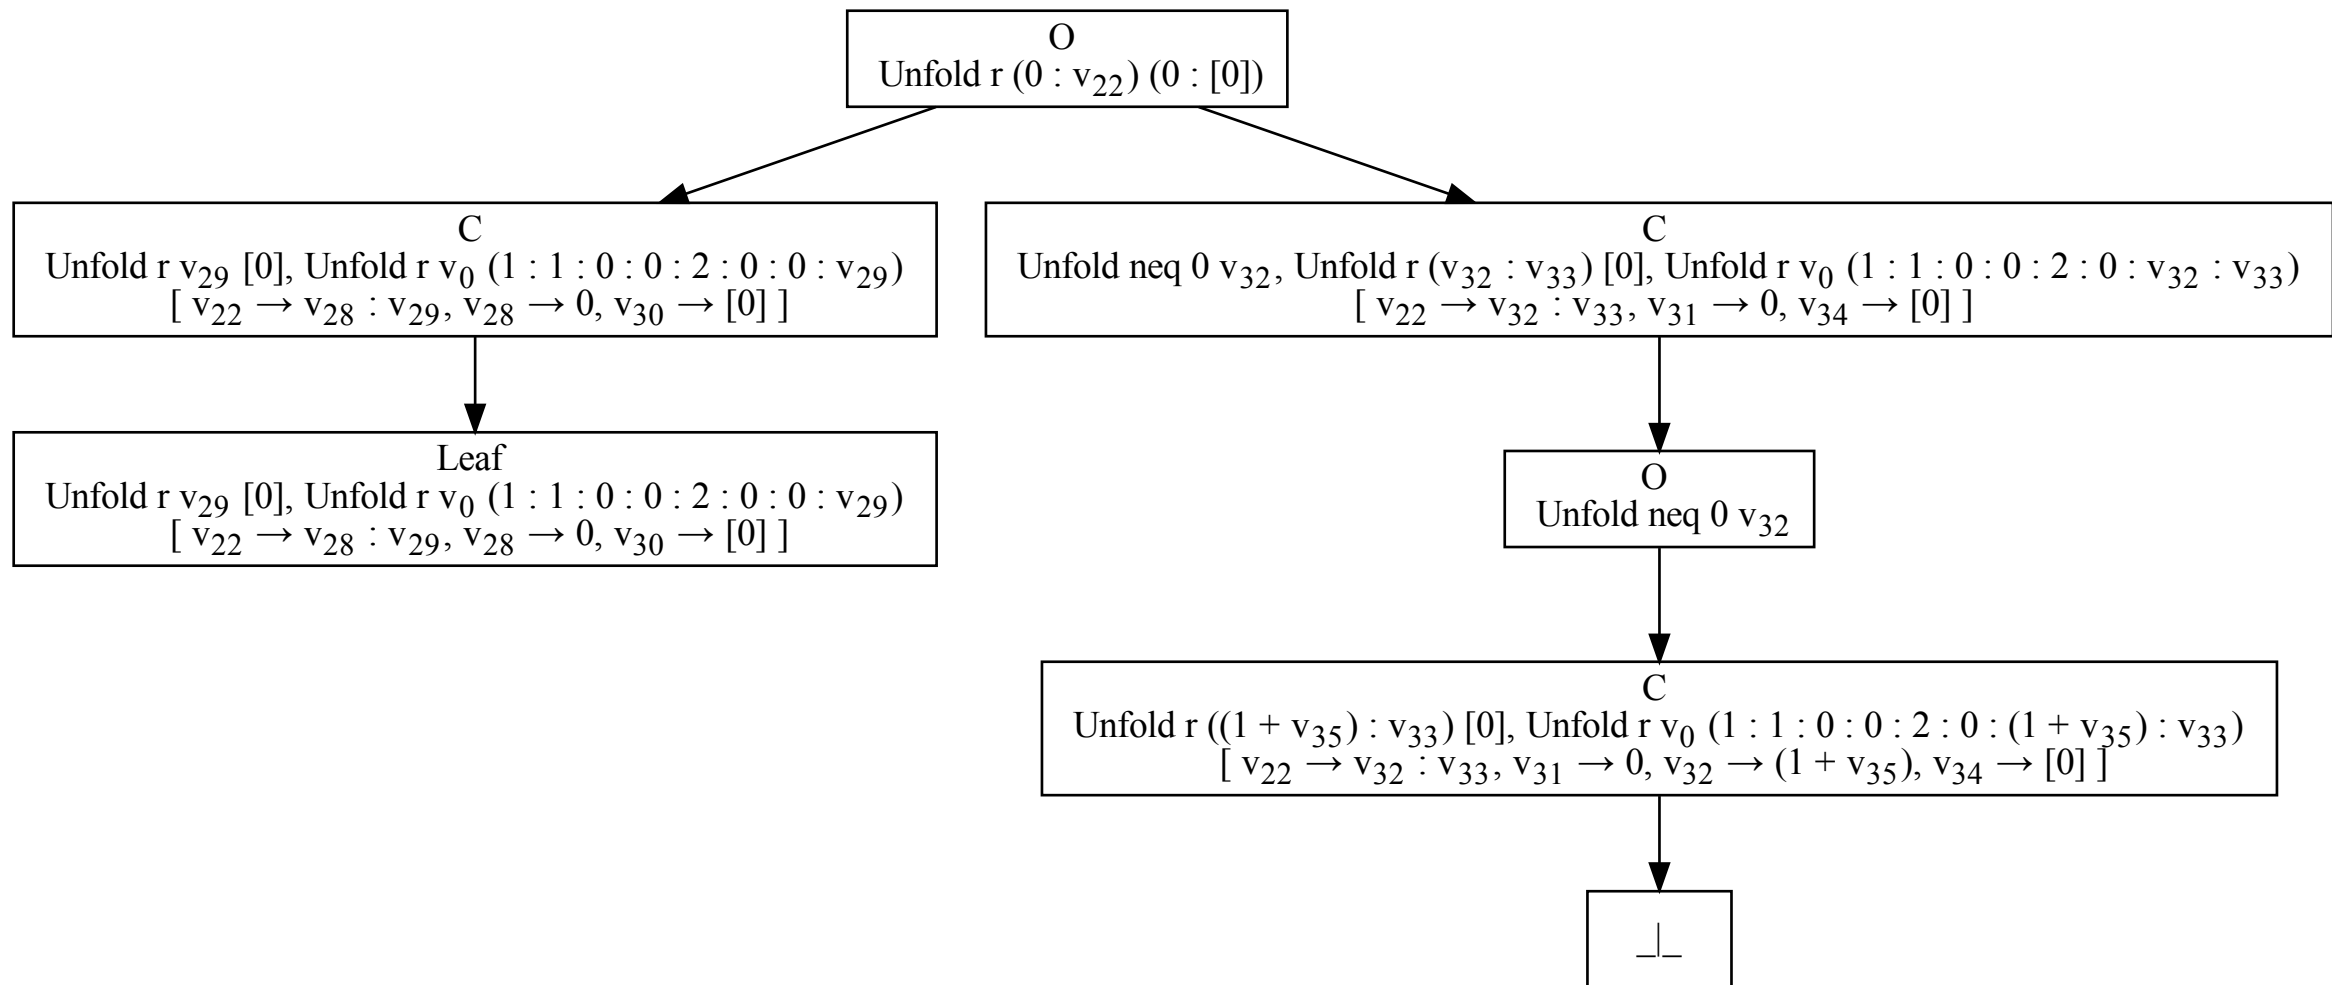 O
Unfold r (0 : v₂₂) (0 : [0])
C
Unfold r v₂₉ [0], Unfold r v₀ (1 : 1 : 0 : 0 : 2 : 0 : 0 : v₂₉)
[ v₂₂ → v₂₈ : v₂₉, v₂₈ → 0, v₃₀ → [0] ]
C
Unfold neq 0 v₃₂, Unfold r (v₃₂ : v₃₃) [0], Unfold r v₀ (1 : 1 : 0 : 0 : 2 : 0 : v₃₂ : v₃₃)
[ v₂₂ → v₃₂ : v₃₃, v₃₁ → 0, v₃₄ → [0] ]
Leaf
Unfold r v₂₉ [0], Unfold r v₀ (1 : 1 : 0 : 0 : 2 : 0 : 0 : v₂₉)
[ v₂₂ → v₂₈ : v₂₉, v₂₈ → 0, v₃₀ → [0] ]
O
Unfold neq 0 v₃₂
C
Unfold r ((1 + v₃₅) : v₃₃) [0], Unfold r v₀ (1 : 1 : 0 : 0 : 2 : 0 : (1 + v₃₅) : v₃₃)
[ v₂₂ → v₃₂ : v₃₃, v₃₁ → 0, v₃₂ → (1 + v₃₅), v₃₄ → [0] ]
_|_